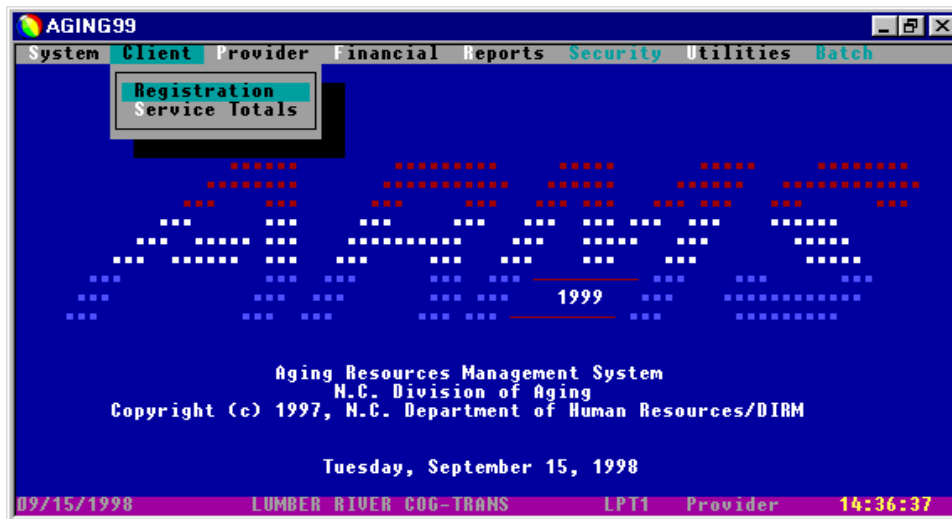 AGING99
System Client Provider Financial Reports Security Utilities Batch
Registration
Service Totals
ARMS
1999
Aging Resources Management System
N.C. Division of Aging
Copyright (c) 1997, N.C. Department of Human Resources/DIRM
Tuesday, September 15, 1998
09/15/1998 LUMBER RIVER COG-TRANS LPT1 Provider 14:36:37